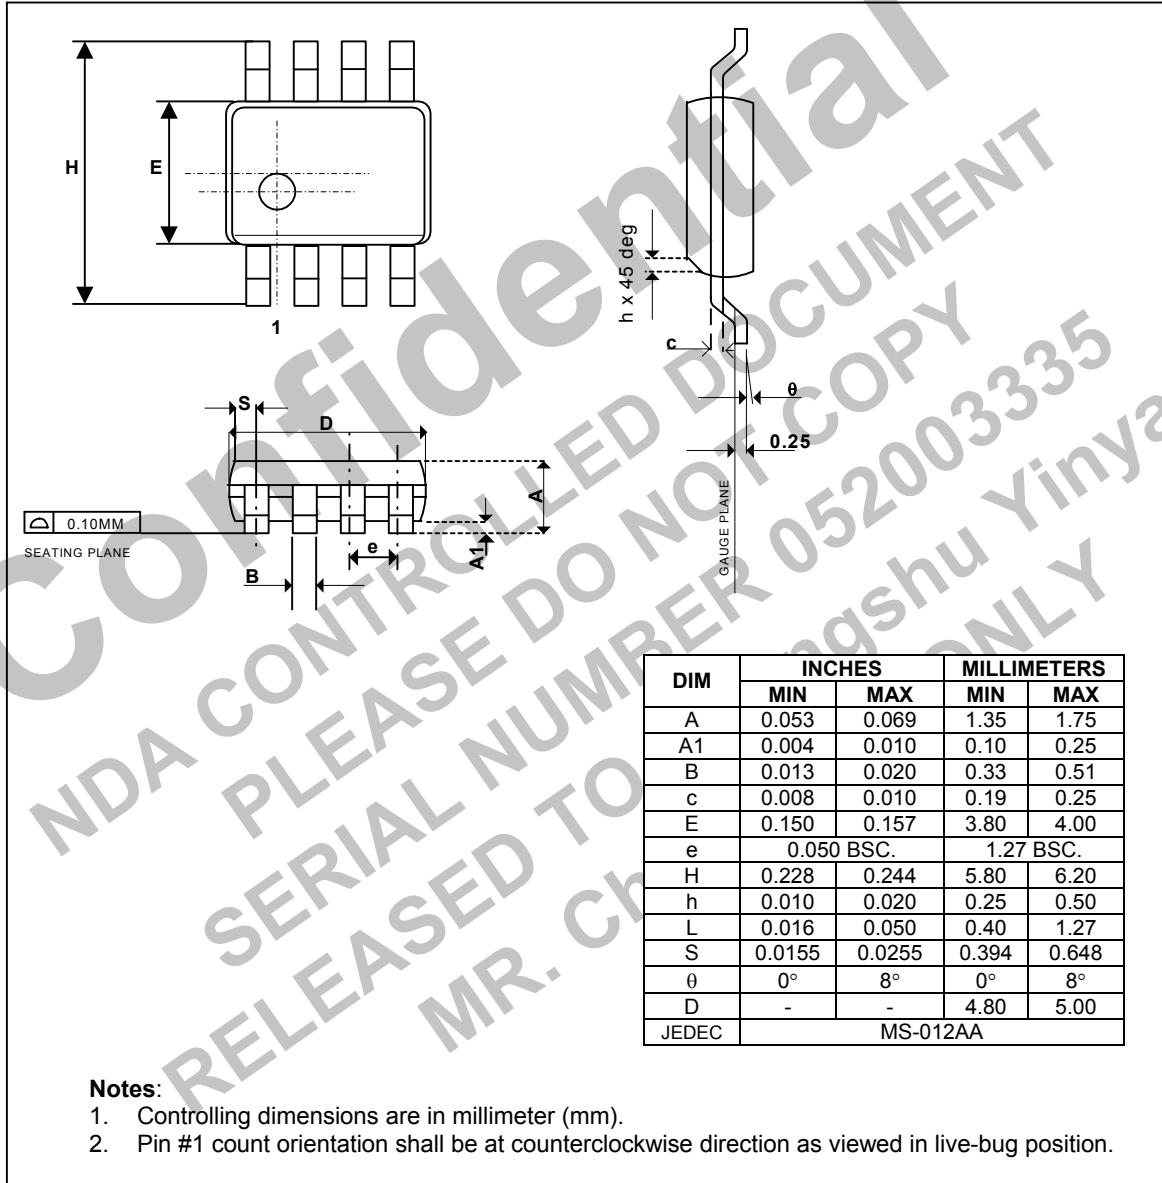 H
E
1
h x 45 deg
c
θ
0.25
GAUGE PLANE
S
D
A
A1
e
B
0.10MM
SEATING PLANE
DIM INCHES MILLIMETERS
MIN MAX MIN MAX
A 0.053 0.069 1.35 1.75
A1 0.004 0.010 0.10 0.25
B 0.013 0.020 0.33 0.51
c 0.008 0.010 0.19 0.25
E 0.150 0.157 3.80 4.00
e 0.050 BSC. 1.27 BSC.
H 0.228 0.244 5.80 6.20
h 0.010 0.020 0.25 0.50
L 0.016 0.050 0.40 1.27
S 0.0155 0.0255 0.394 0.648
θ 0° 8° 0° 8°
D - - 4.80 5.00
JEDEC MS-012AA
Notes:
1. Controlling dimensions are in millimeter (mm).
2. Pin #1 count orientation shall be at counterclockwise direction as viewed in live-bug position.
Confidential
NDA CONTROLLED DOCUMENT
PLEASE DO NOT COPY
SERIAL NUMBER 052003335
RELEASED TO
MR.
ONLY